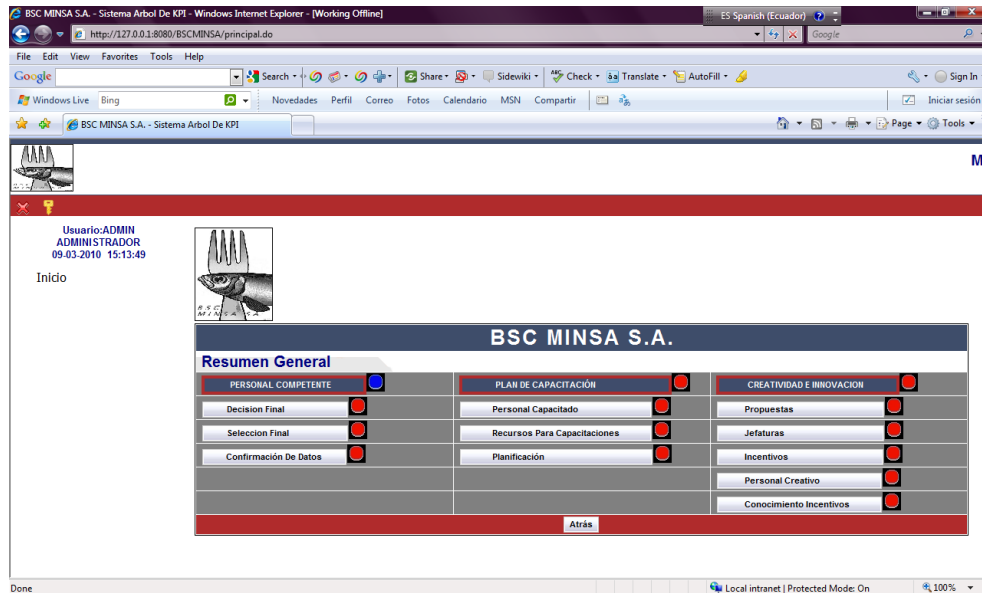 BSC MINSA S.A. - Sistema Arbol De KPI - Windows Internet Explorer - [Working Offline]
ES Spanish (Ecuador)
http://127.0.0.1:8080/BSCMINSA/principal.do
Google
File Edit View Favorites Tools Help
Google Search Share Sidewiki Check Translate AutoFill Sign In
Windows Live Bing Novedades Perfil Correo Fotos Calendario MSN Compartir Iniciar sesión
BSC MINSA S.A. - Sistema Arbol De KPI Page Tools
M
Usuario:ADMIN
ADMINISTRADOR
09-03-2010 15:13:49
Inicio
BSC
MINSA SA
BSC MINSA S.A.
Resumen General
PERSONAL COMPETENTE PLAN DE CAPACITACIÓN CREATIVIDAD E INNOVACION
Decision Final Personal Capacitado Propuestas
Seleccion Final Recursos Para Capacitaciones Jefaturas
Confirmación De Datos Planificación Incentivos
Personal Creativo
Conocimiento Incentivos
Atrás
Done Local intranet | Protected Mode: On 100%